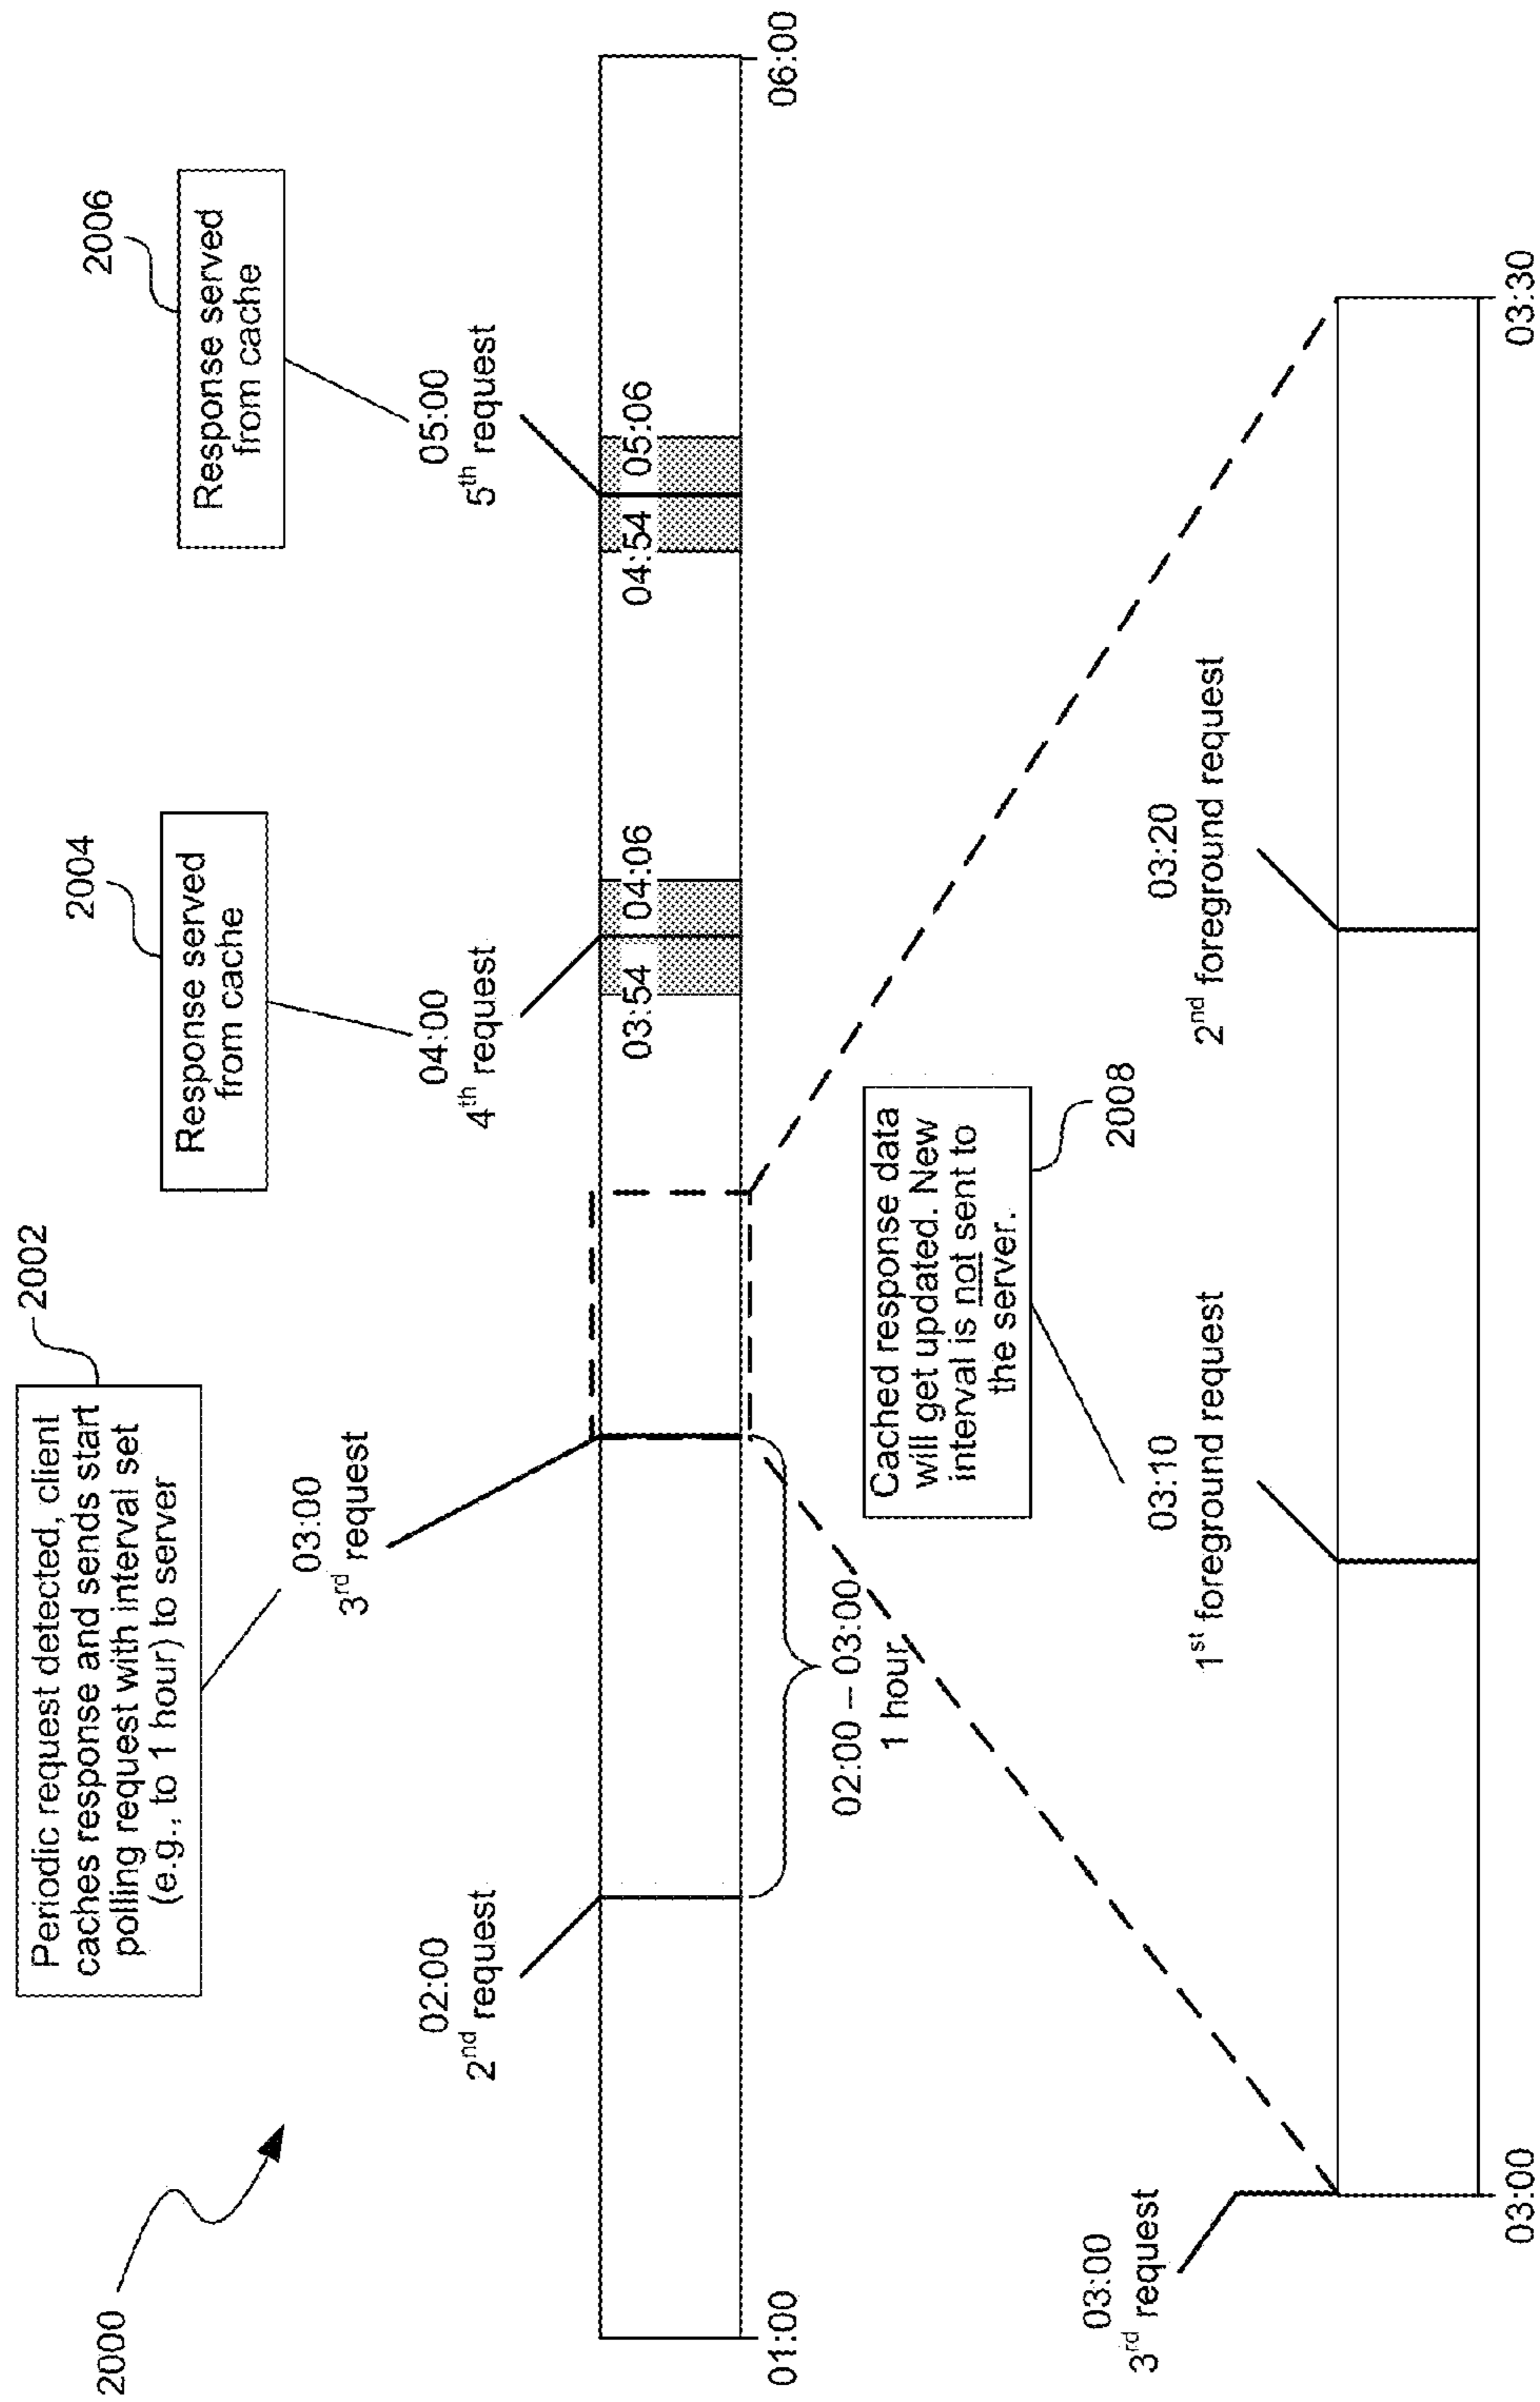 2000
2002
Periodic request detected, client
caches response and sends start
polling request with interval set
(e.g., to 1 hour) to server
2004
Response served
from cache
2006
Response served
from cache
02:00
2nd request
03:00
3rd request
04:00
4th request
05:00
5th request
03:54
04:06
04:54
05:06
01:00
06:00
02:00 – 03:00
1 hour
Cached response data
will get updated. New
interval is not sent to
the server.
2008
03:00
3rd request
03:10
1st foreground request
03:20
2nd foreground request
03:00
03:30